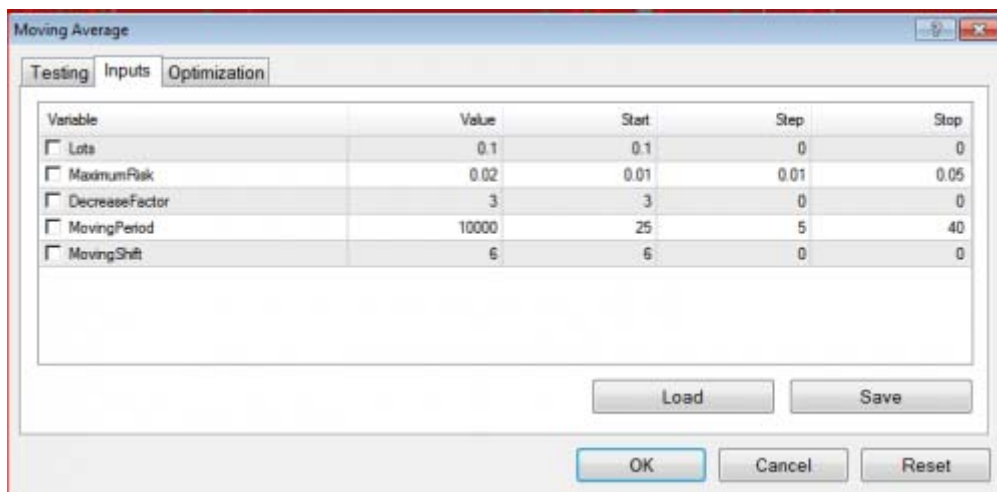 Moving Average
Testing Inputs Optimization
Variable Value Start Step Stop
Lots 0.1 0.1 0 0
MaximumRisk 0.02 0.01 0.01 0.05
DecreaseFactor 3 3 0 0
MovingPeriod 10000 25 5 40
MovingShift 6 6 0 0
Load Save
OK Cancel Reset